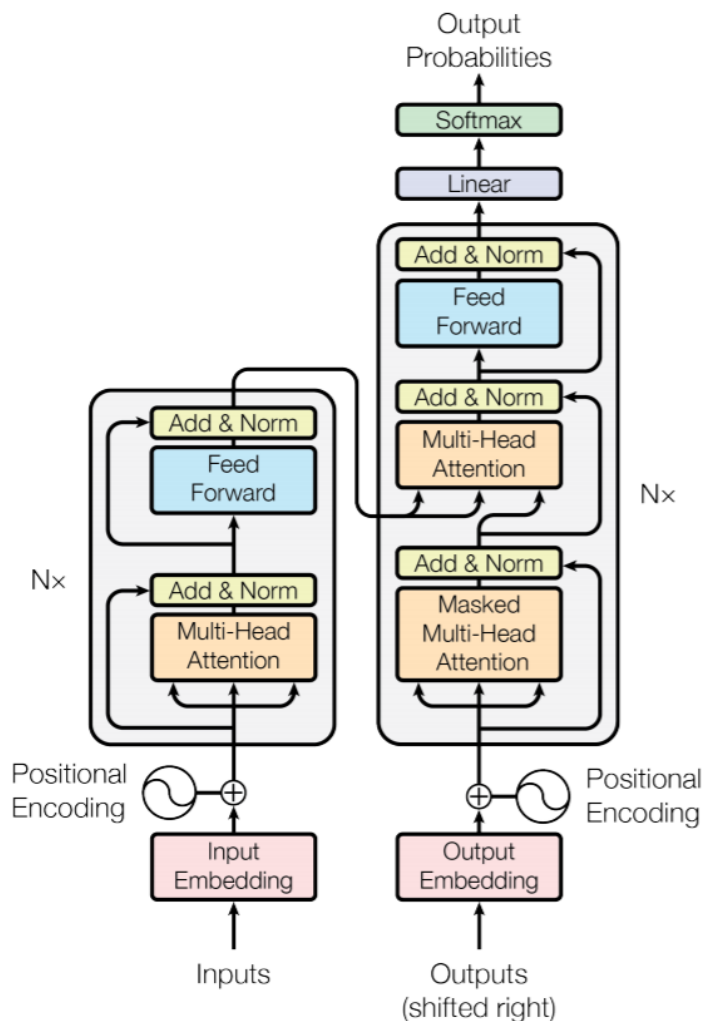 Output
Probabilities
Softmax
Linear
Add & Norm
Feed
Forward
Add & Norm
Multi-Head
Attention
Add & Norm
Masked
Multi-Head
Attention
Nx
Add & Norm
Feed
Forward
Add & Norm
Multi-Head
Attention
Nx
Positional
Encoding
Positional
Encoding
Input
Embedding
Output
Embedding
Inputs
Outputs
(shifted right)